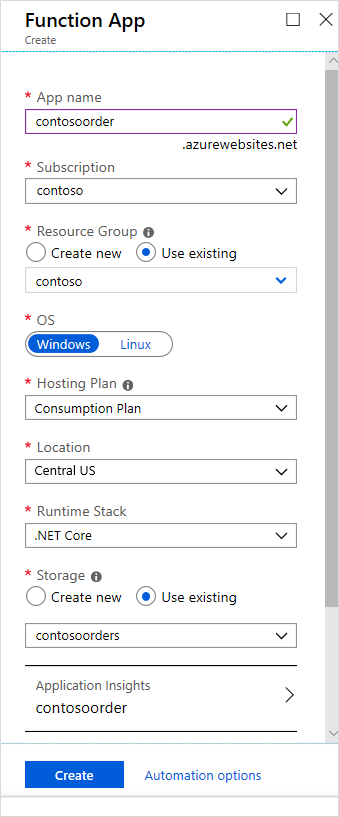 Function App
Create
* App name
contosoorder
.azurewebsites.net
* Subscription
contoso
* Resource Group
Create new Use existing
contoso
* OS
Windows Linux
* Hosting Plan
Consumption Plan
* Location
Central US
* Runtime Stack
.NET Core
* Storage
Create new Use existing
contosoorders
Application Insights
contosoorder
Create Automation options